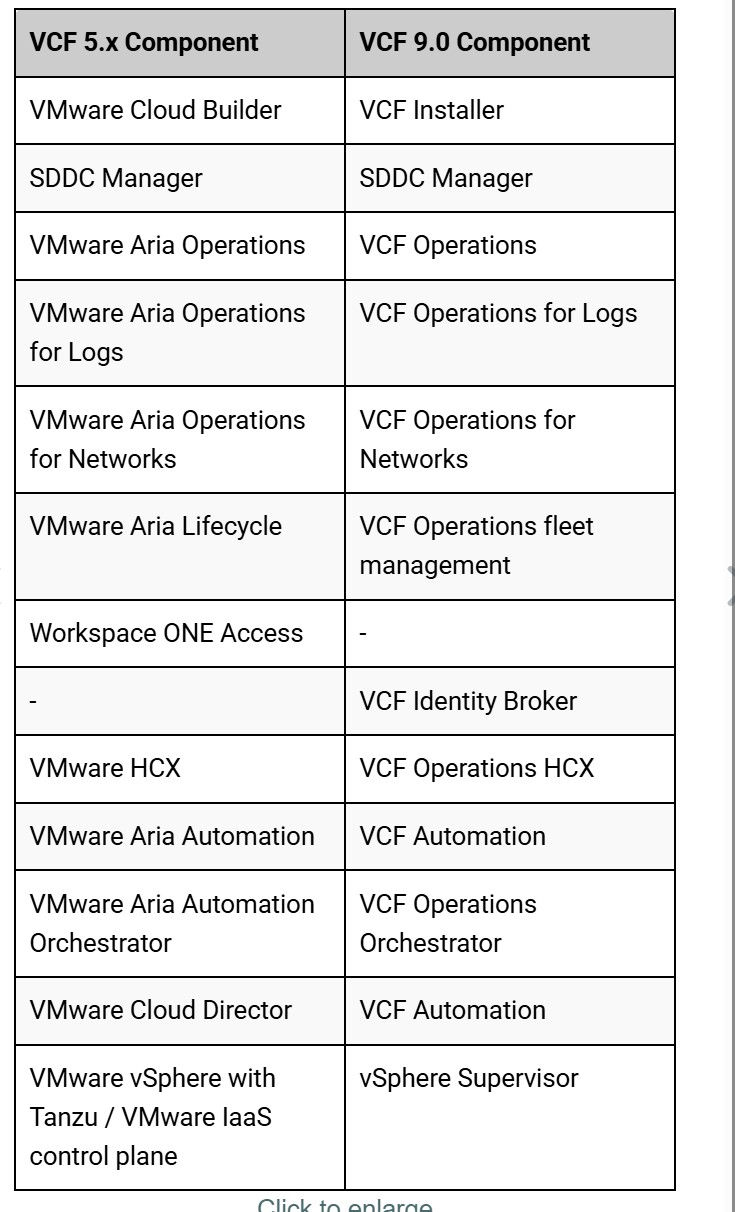 VCF 5.x Component
VCF 9.0 Component
VMware Cloud Builder
VCF Installer
SDDC Manager
SDDC Manager
VMware Aria Operations
VCF Operations
VMware Aria Operations
for Logs
VCF Operations for Logs
VMware Aria Operations
for Networks
VCF Operations for
Networks
VMware Aria Lifecycle
VCF Operations fleet
management
Workspace ONE Access
-
-
VCF Identity Broker
VMware HCX
VCF Operations HCX
VMware Aria Automation
VCF Automation
VMware Aria Automation
Orchestrator
VCF Operations
Orchestrator
VMware Cloud Director
VCF Automation
VMware vSphere with
Tanzu / VMware IaaS
control plane
vSphere Supervisor
Click to enlarge